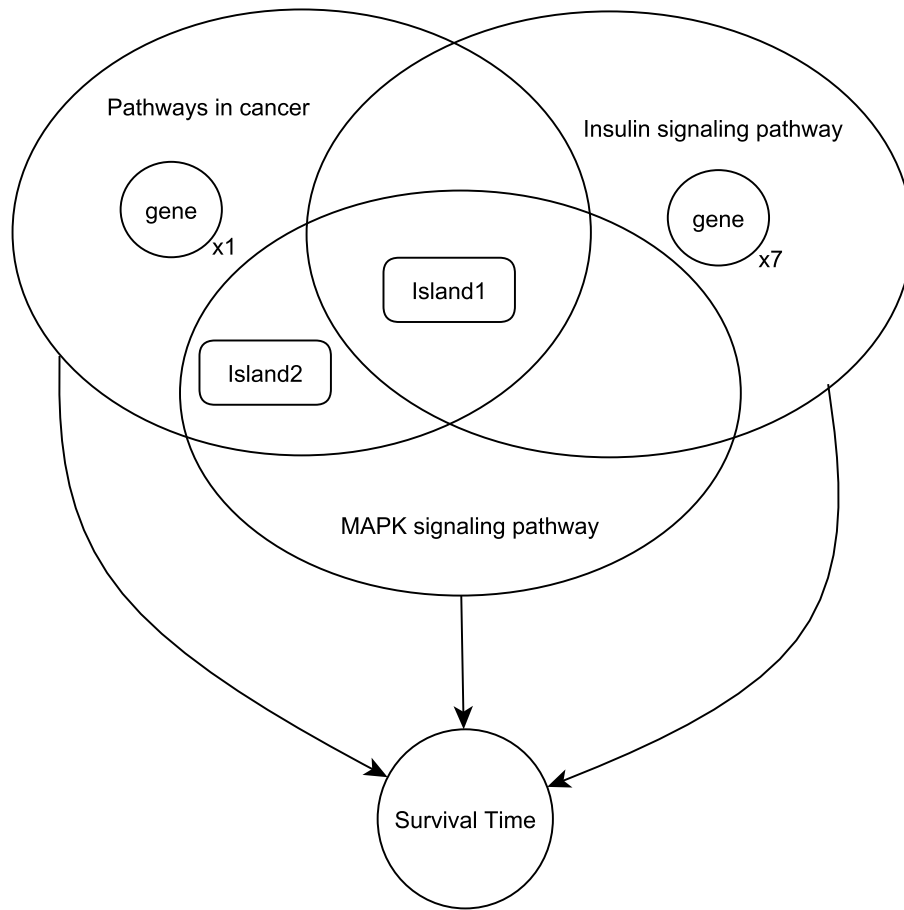 Pathways in cancer
Insulin signaling pathway
gene
x1
gene
x7
Island1
Island2
MAPK signaling pathway
Survival Time